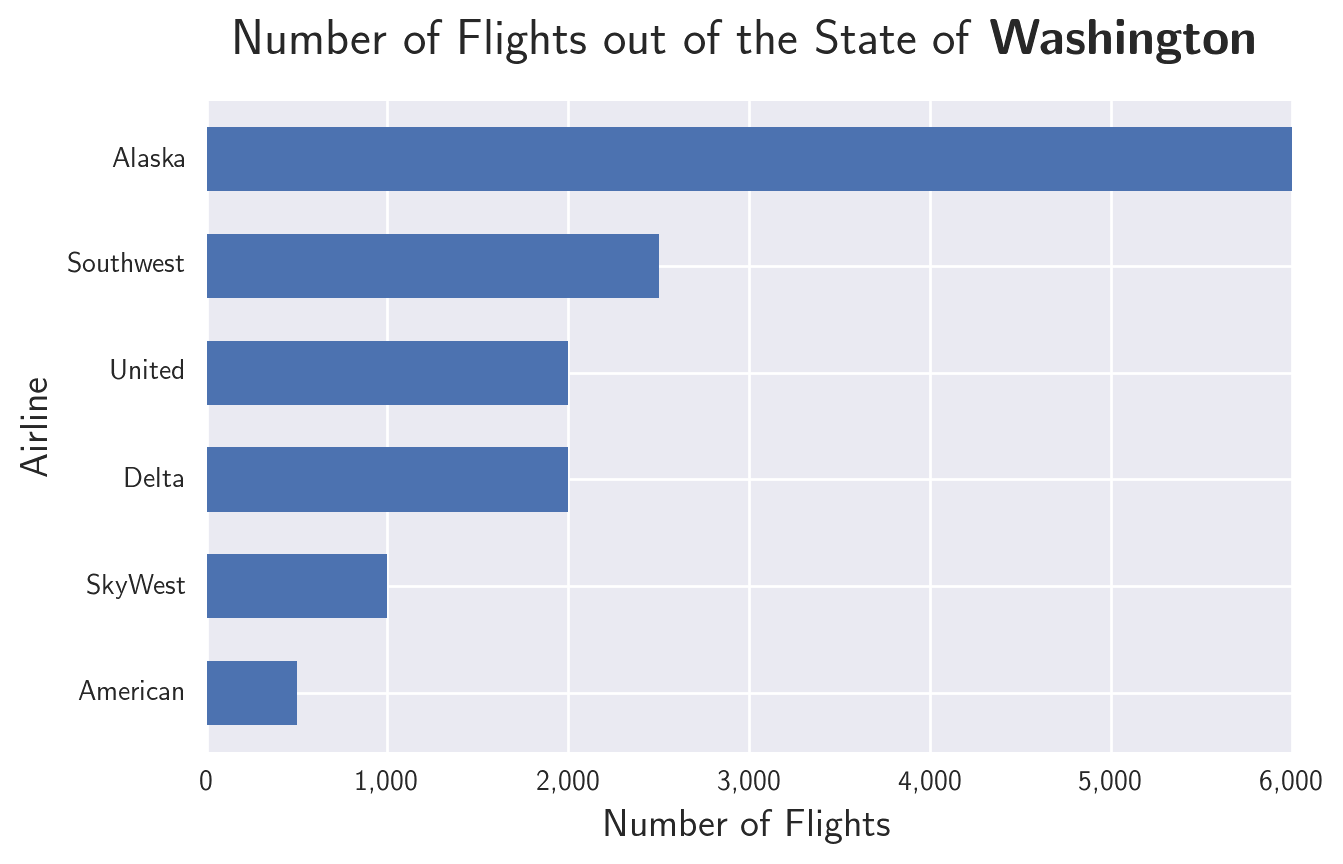 Number of Flights out of the State of Washington
Alaska
Southwest
United
Delta
SkyWest
American
Airline
0 1,000 2,000 3,000 4,000 5,000 6,000
Number of Flights